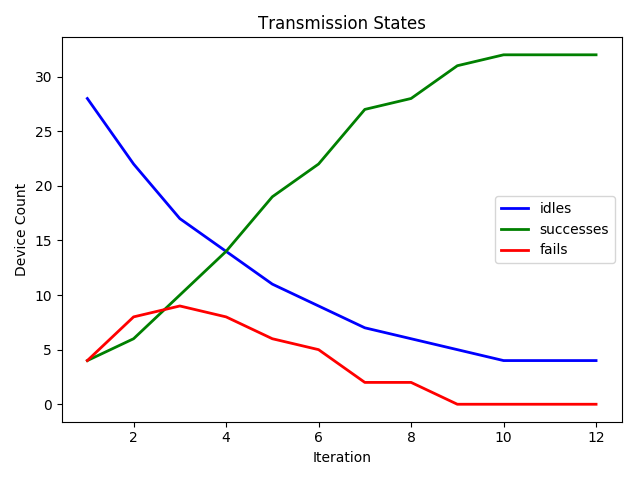 Transmission States
Device Count
30
25
20
15
10
5
0
idles
successes
fails
2 4 6 8 10 12
Iteration